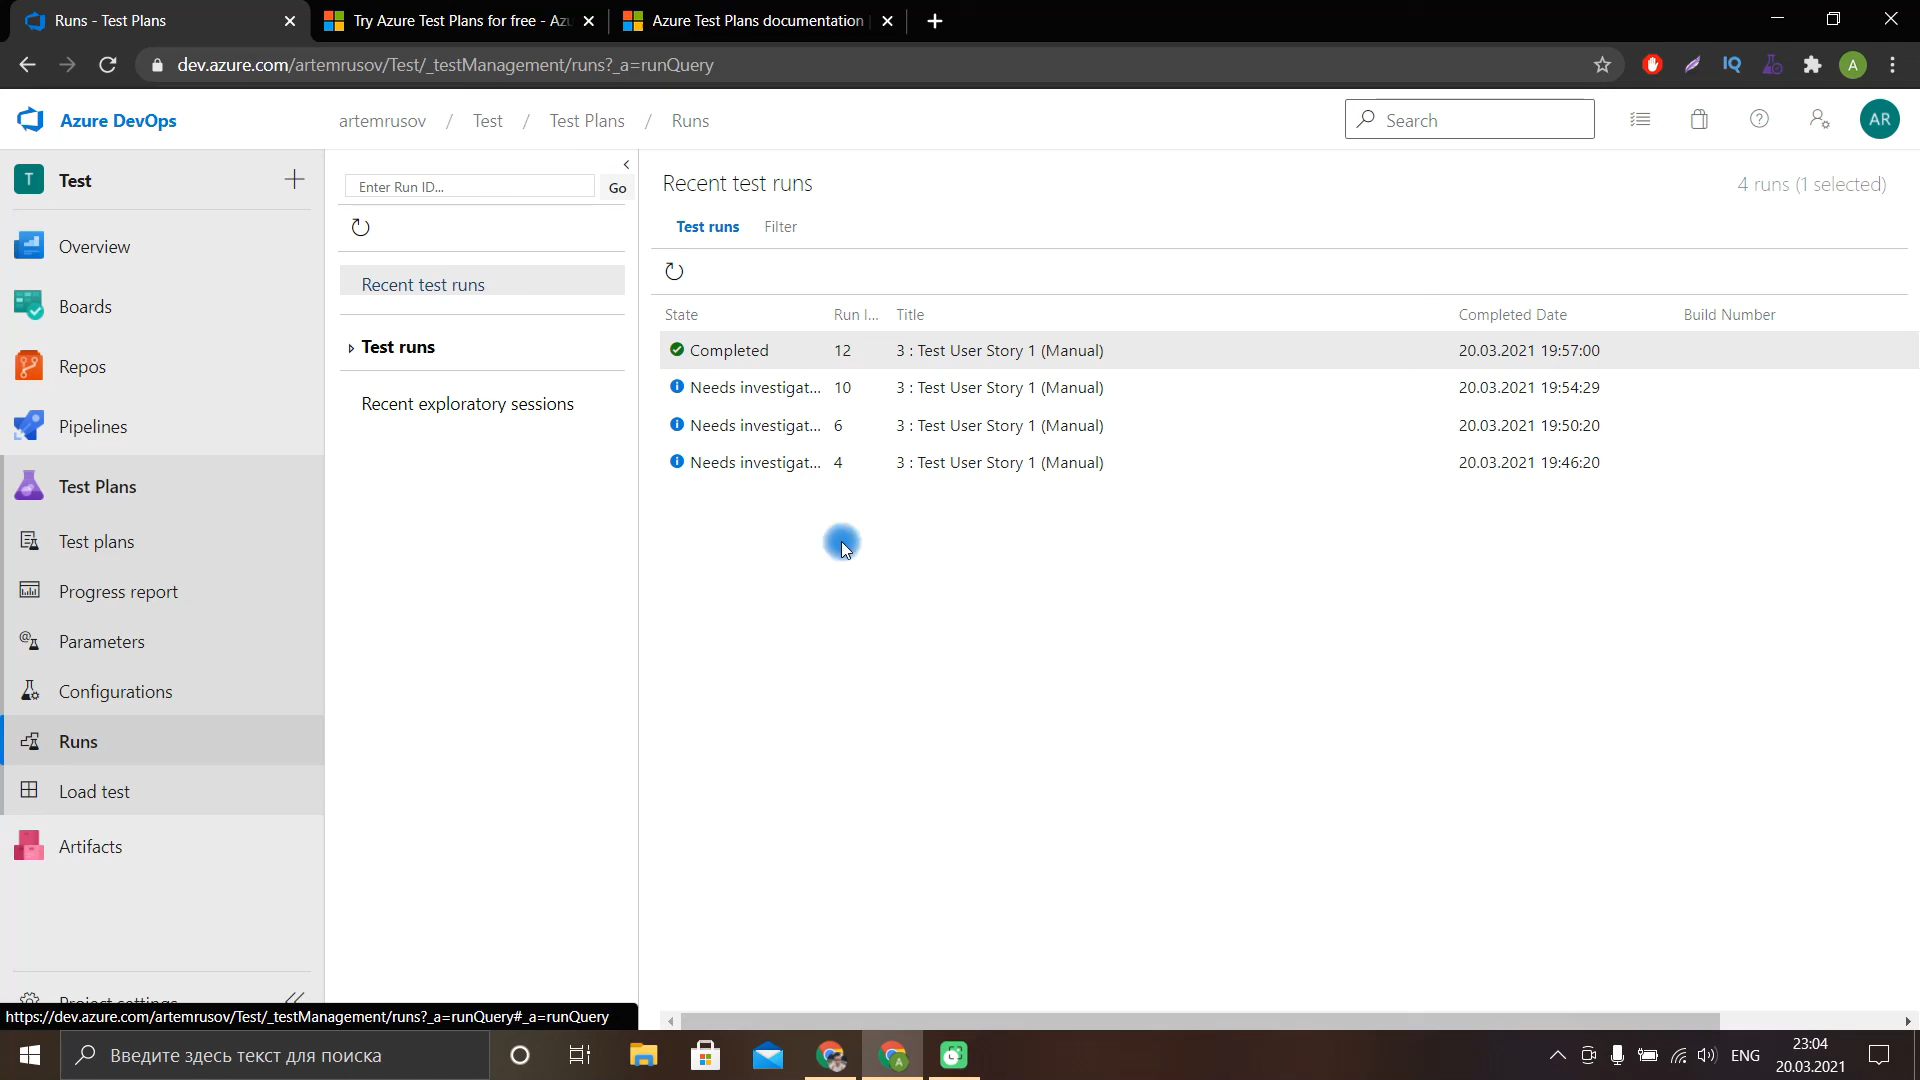 Runs - Test Plans
Try Azure Test Plans for free - Azu
Azure Test Plans documentation
dev.azure.com/artemrusov/Test/_testManagement/runs?_a=runQuery
IQ
A
Azure DevOps
artemrusov / Test / Test Plans / Runs
Search
AR
T Test
Overview
Boards
Repos
Pipelines
Test Plans
Test plans
Progress report
Parameters
Configurations
Runs
Load test
Artifacts
Project settings
Enter Run ID...
Go
Recent test runs
Test runs
Recent exploratory sessions
Recent test runs
4 runs (1 selected)
Test runs Filter
State Run I... Title Completed Date Build Number
Completed 12 3 : Test User Story 1 (Manual) 20.03.2021 19:57:00
Needs investigat... 10 3 : Test User Story 1 (Manual) 20.03.2021 19:54:29
Needs investigat... 6 3 : Test User Story 1 (Manual) 20.03.2021 19:50:20
Needs investigat... 4 3 : Test User Story 1 (Manual) 20.03.2021 19:46:20
https://dev.azure.com/artemrusov/Test/_testManagement/runs?_a=runQuery#_a=runQuery
Введите здесь текст для поиска
ENG
23:04
20.03.2021